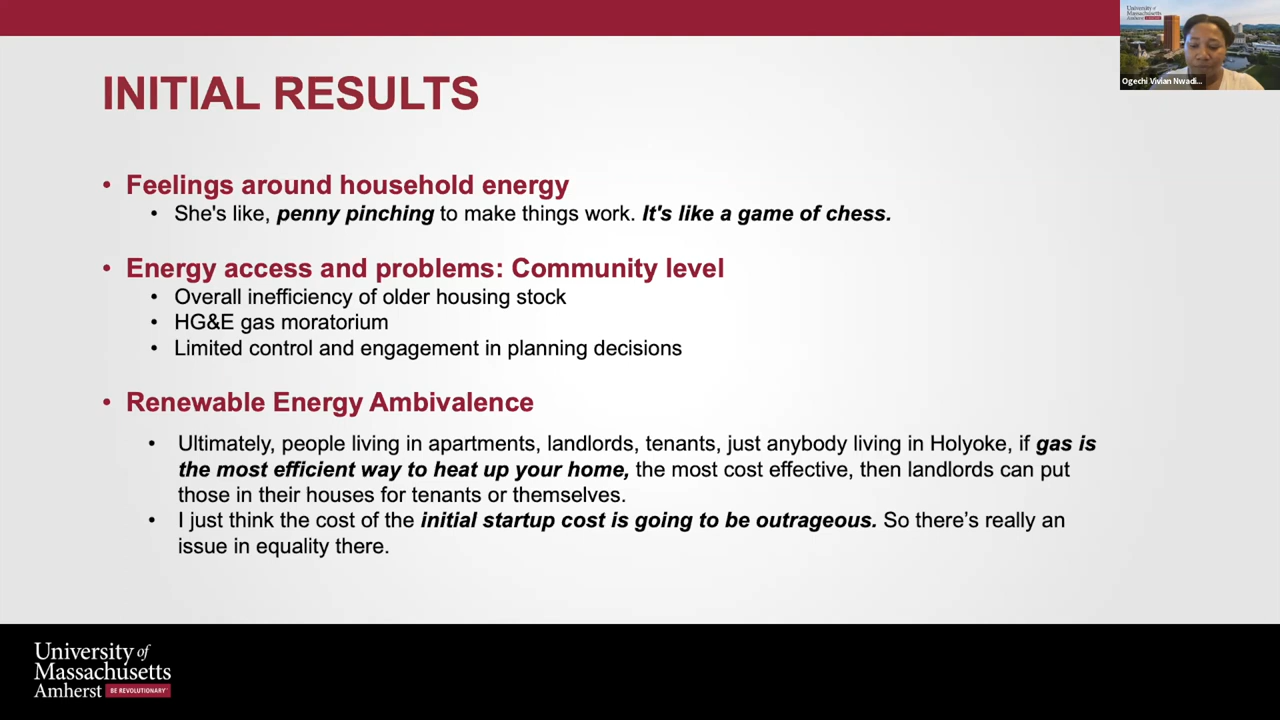 INITIAL RESULTS
• Feelings around household energy
• She's like, penny pinching to make things work. It's like a game of chess.
• Energy access and problems: Community level
• Overall inefficiency of older housing stock
• HG&E gas moratorium
• Limited control and engagement in planning decisions
• Renewable Energy Ambivalence
• Ultimately, people living in apartments, landlords, tenants, just anybody living in Holyoke, if gas is
the most efficient way to heat up your home, the most cost effective, then landlords can put
those in their houses for tenants or themselves.
• I just think the cost of the initial startup cost is going to be outrageous. So there’s really an
issue in equality there.
University of
Massachusetts
Amherst
Ogechi Vivian Nwadi...
University of
Massachusetts
Amherst BE REVOLUTIONARY